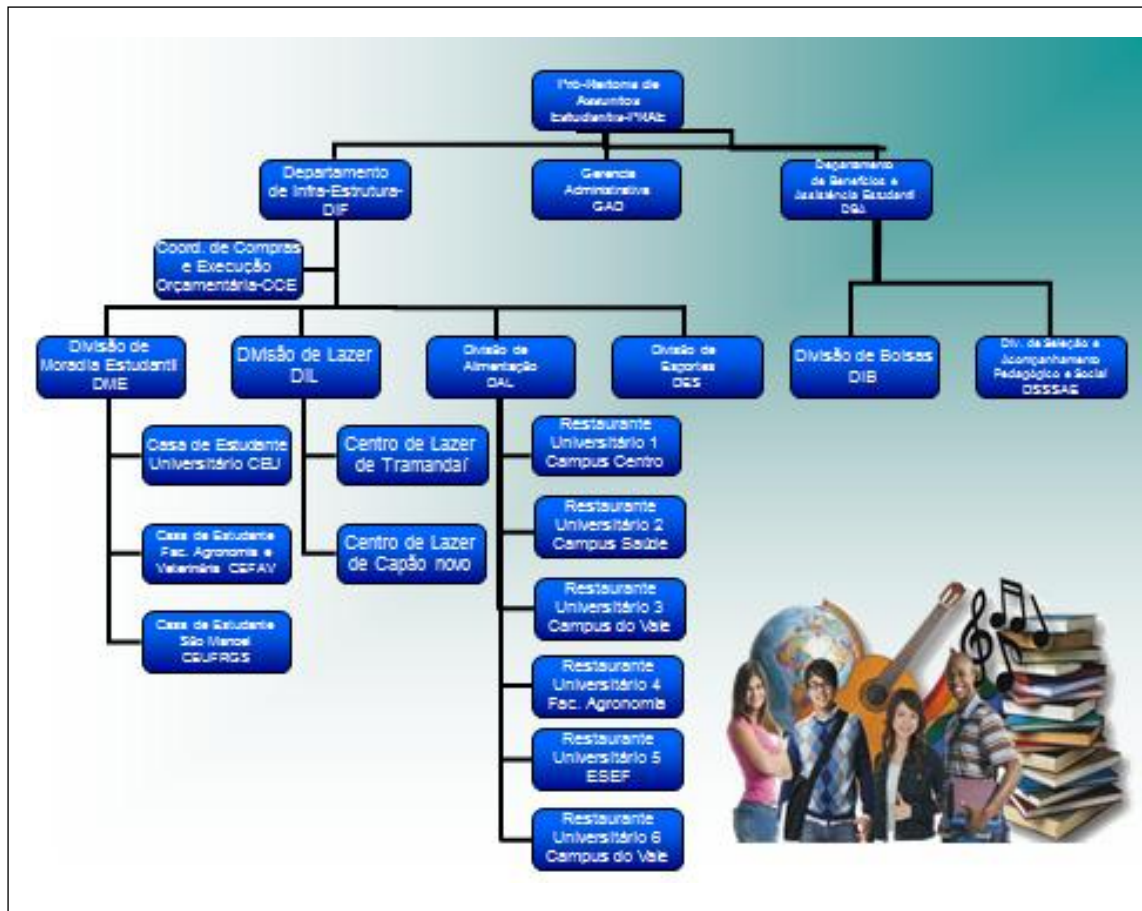 Pró-Reitoria de
Assuntos
Estudantis-PRAE
Departamento
de Infra-Estrutura-
DIF
Gerencia
Administrativa
GAD
Departamento
de Benefícios e
Assistência Estudantil
DBA
Coord. de Compras
e Execução
Orçamentária-CCE
Divisão de
Moradia Estudantil
DME
Divisão de Lazer
DIL
Divisão de
Alimentação
DAL
Divisão de
Esportes
DES
Divisão de Bolsas
DIB
Div. de Seleção e
Acompanhamento
Pedagógico e Social
DSSSAE
Casa de Estudante
Universitário CEU
Casa de Estudante
Fac. Agronomia e
Veterinária CEFAV
Casa de Estudante
São Manoel
CEUFRGS
Centro de Lazer
de Tramandaí
Centro de Lazer
de Capão novo
Restaurante
Universitário 1
Campus Centro
Restaurante
Universitário 2
Campus Saúde
Restaurante
Universitário 3
Campus do Vale
Restaurante
Universitário 4
Fac. Agronomia
Restaurante
Universitário 5
ESEF
Restaurante
Universitário 6
Campus do Vale